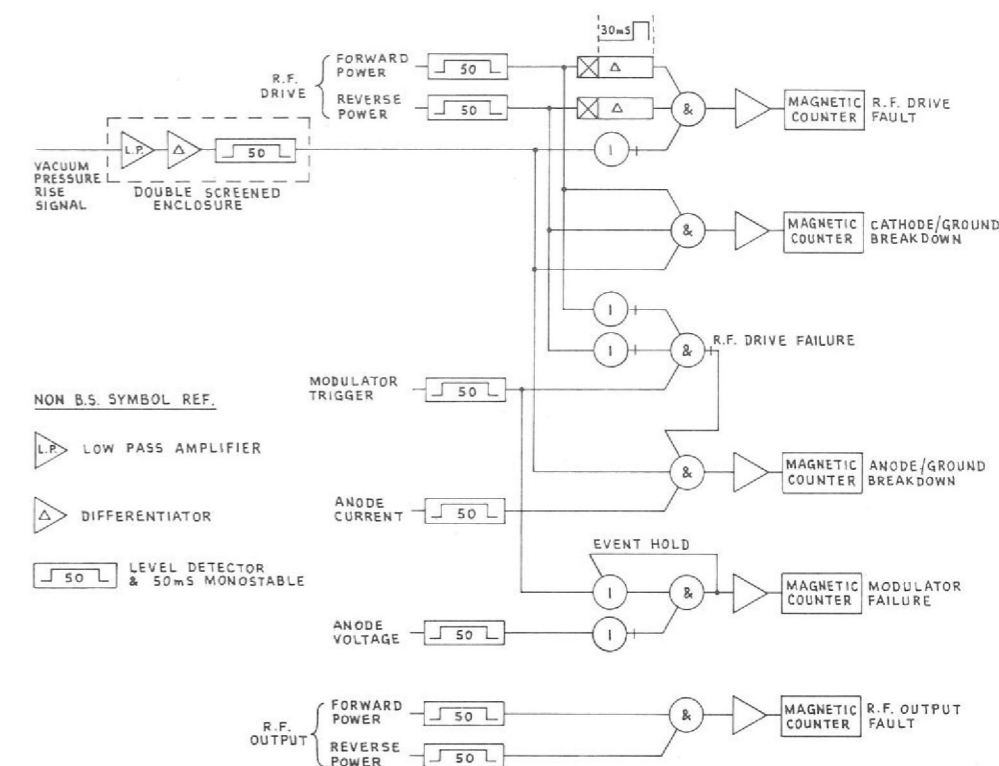 30mS
R.F.
DRIVE
FORWARD
POWER
50
Δ
REVERSE
POWER
50
Δ
&
MAGNETIC
COUNTER
R.F. DRIVE
FAULT
L.P.
Δ
50
1
VACUUM
PRESSURE
RISE
SIGNAL
DOUBLE SCREENED
ENCLOSURE
&
MAGNETIC
COUNTER
CATHODE/GROUND
BREAKDOWN
1
1
&
R.F. DRIVE FAILURE
MODULATOR
TRIGGER
50
NON B.S. SYMBOL REF.
L.P.
LOW PASS AMPLIFIER
Δ
DIFFERENTIATOR
50
LEVEL DETECTOR
& 50mS MONOSTABLE
&
MAGNETIC
COUNTER
ANODE/GROUND
BREAKDOWN
ANODE
CURRENT
50
EVENT HOLD
1
&
MAGNETIC
COUNTER
MODULATOR
FAILURE
ANODE
VOLTAGE
50
1
R.F.
OUTPUT
FORWARD
POWER
50
&
MAGNETIC
COUNTER
R.F. OUTPUT
FAULT
REVERSE
POWER
50